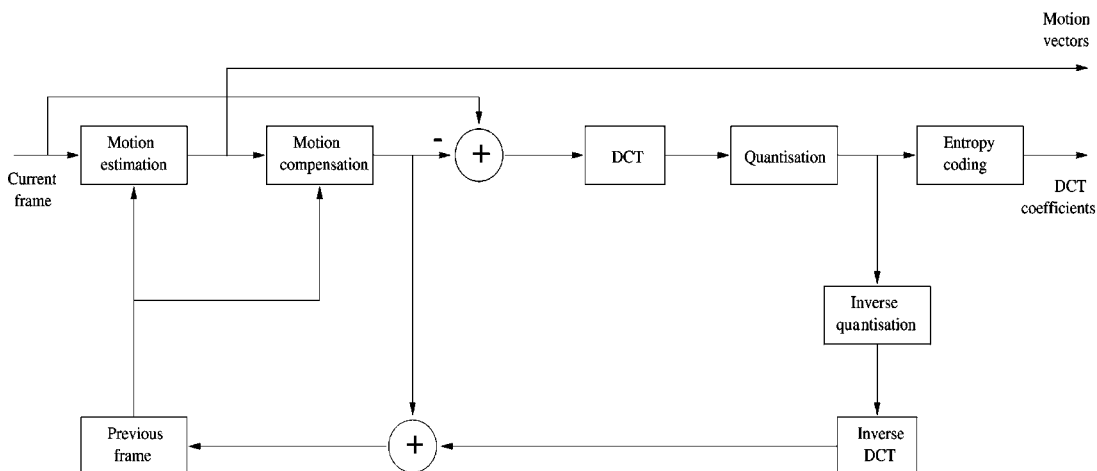 Motion
vectors
Motion
estimation
Motion
compensation
-
+
DCT
Quantisation
Entropy
coding
Current
frame
DCT
coefficients
Inverse
quantisation
Previous
frame
+
Inverse
DCT